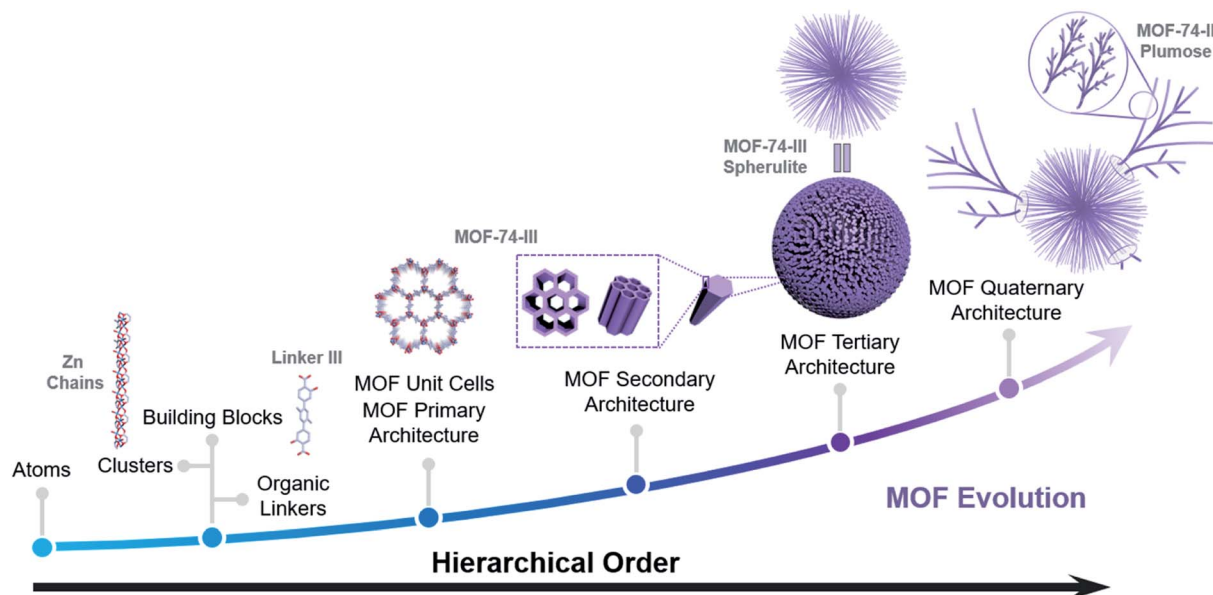 Atoms
Zn
Chains
Clusters
Building Blocks
Organic
Linkers
Linker III
MOF Unit Cells
MOF Primary
Architecture
MOF-74-III
MOF Secondary
Architecture
MOF-74-III
Spherulite
MOF Tertiary
Architecture
MOF-74-II
Plumose
MOF Quaternary
Architecture
MOF Evolution
Hierarchical Order